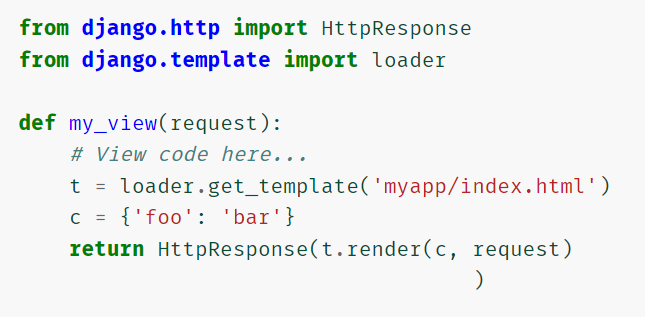 from django.http import HttpResponse
from django.template import loader

def my_view(request):
    # View code here...
    t = loader.get_template('myapp/index.html')
    c = {'foo': 'bar'}
    return HttpResponse(t.render(c, request)
                                    )